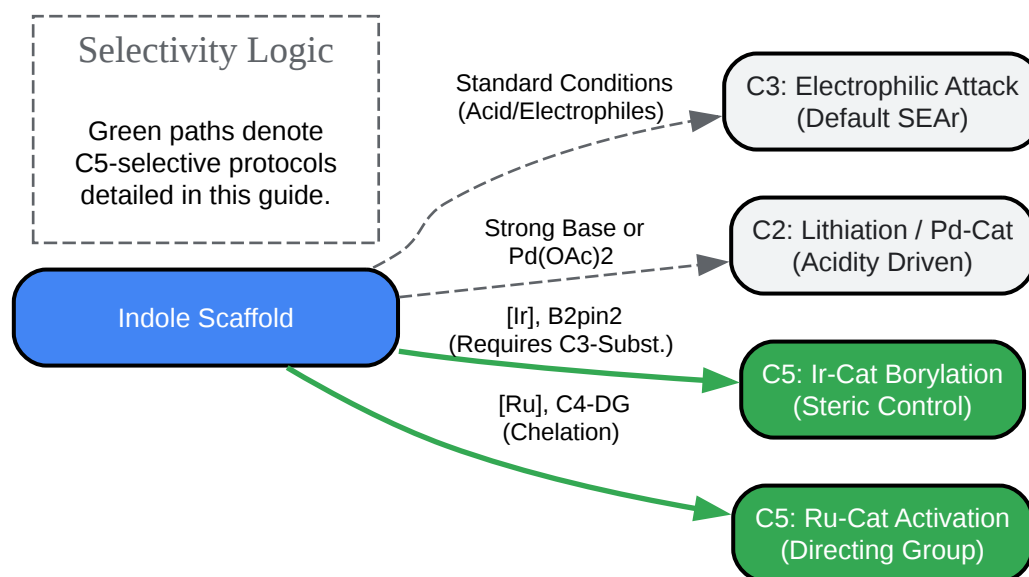 Selectivity Logic
Green paths denote
C5-selective protocols
detailed in this guide.
Indole Scaffold
Standard Conditions
(Acid/Electrophiles)
C3: Electrophilic Attack
(Default SEAr)
Strong Base or
Pd(OAc)2
C2: Lithiation / Pd-Cat
(Acidity Driven)
[Ir], B2pin2
(Requires C3-Subst.)
C5: Ir-Cat Borylation
(Steric Control)
[Ru], C4-DG
(Chelation)
C5: Ru-Cat Activation
(Directing Group)